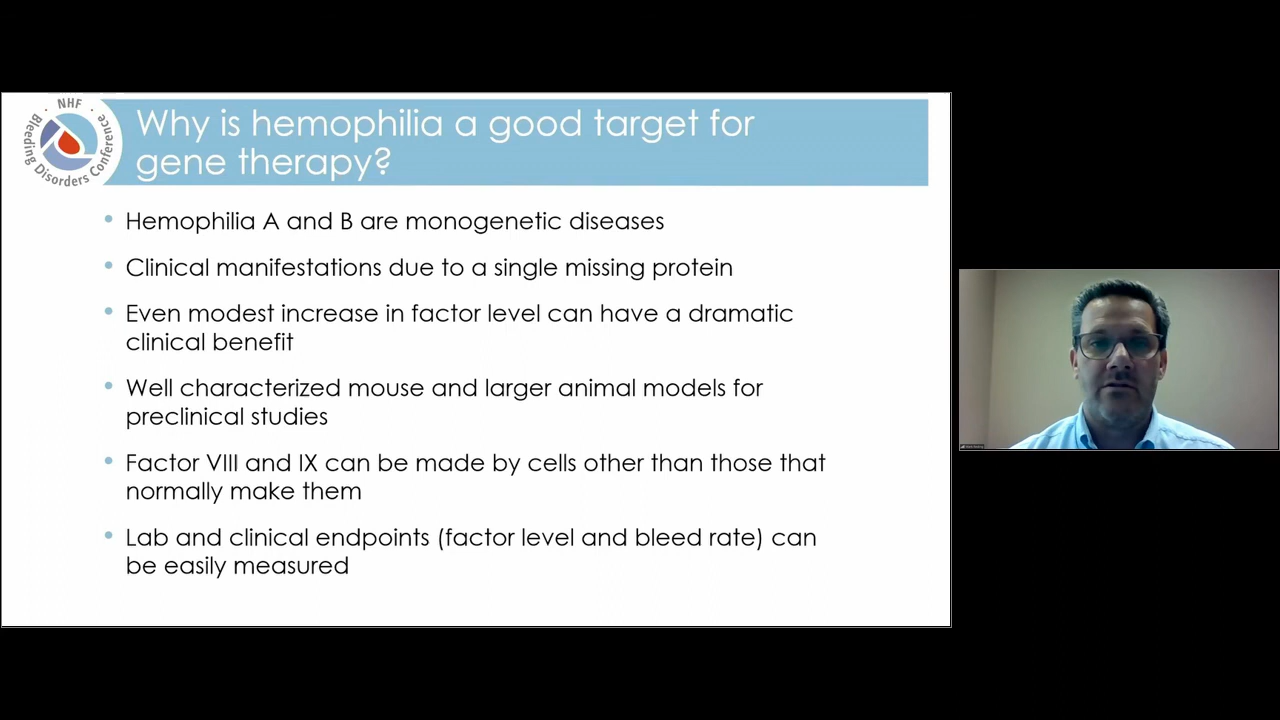 NHF
Bleeding Disorders Conference
Why is hemophilia a good target for
gene therapy?
• Hemophilia A and B are monogenetic diseases
• Clinical manifestations due to a single missing protein
• Even modest increase in factor level can have a dramatic
clinical benefit
• Well characterized mouse and larger animal models for
preclinical studies
• Factor VIII and IX can be made by cells other than those that
normally make them
• Lab and clinical endpoints (factor level and bleed rate) can
be easily measured